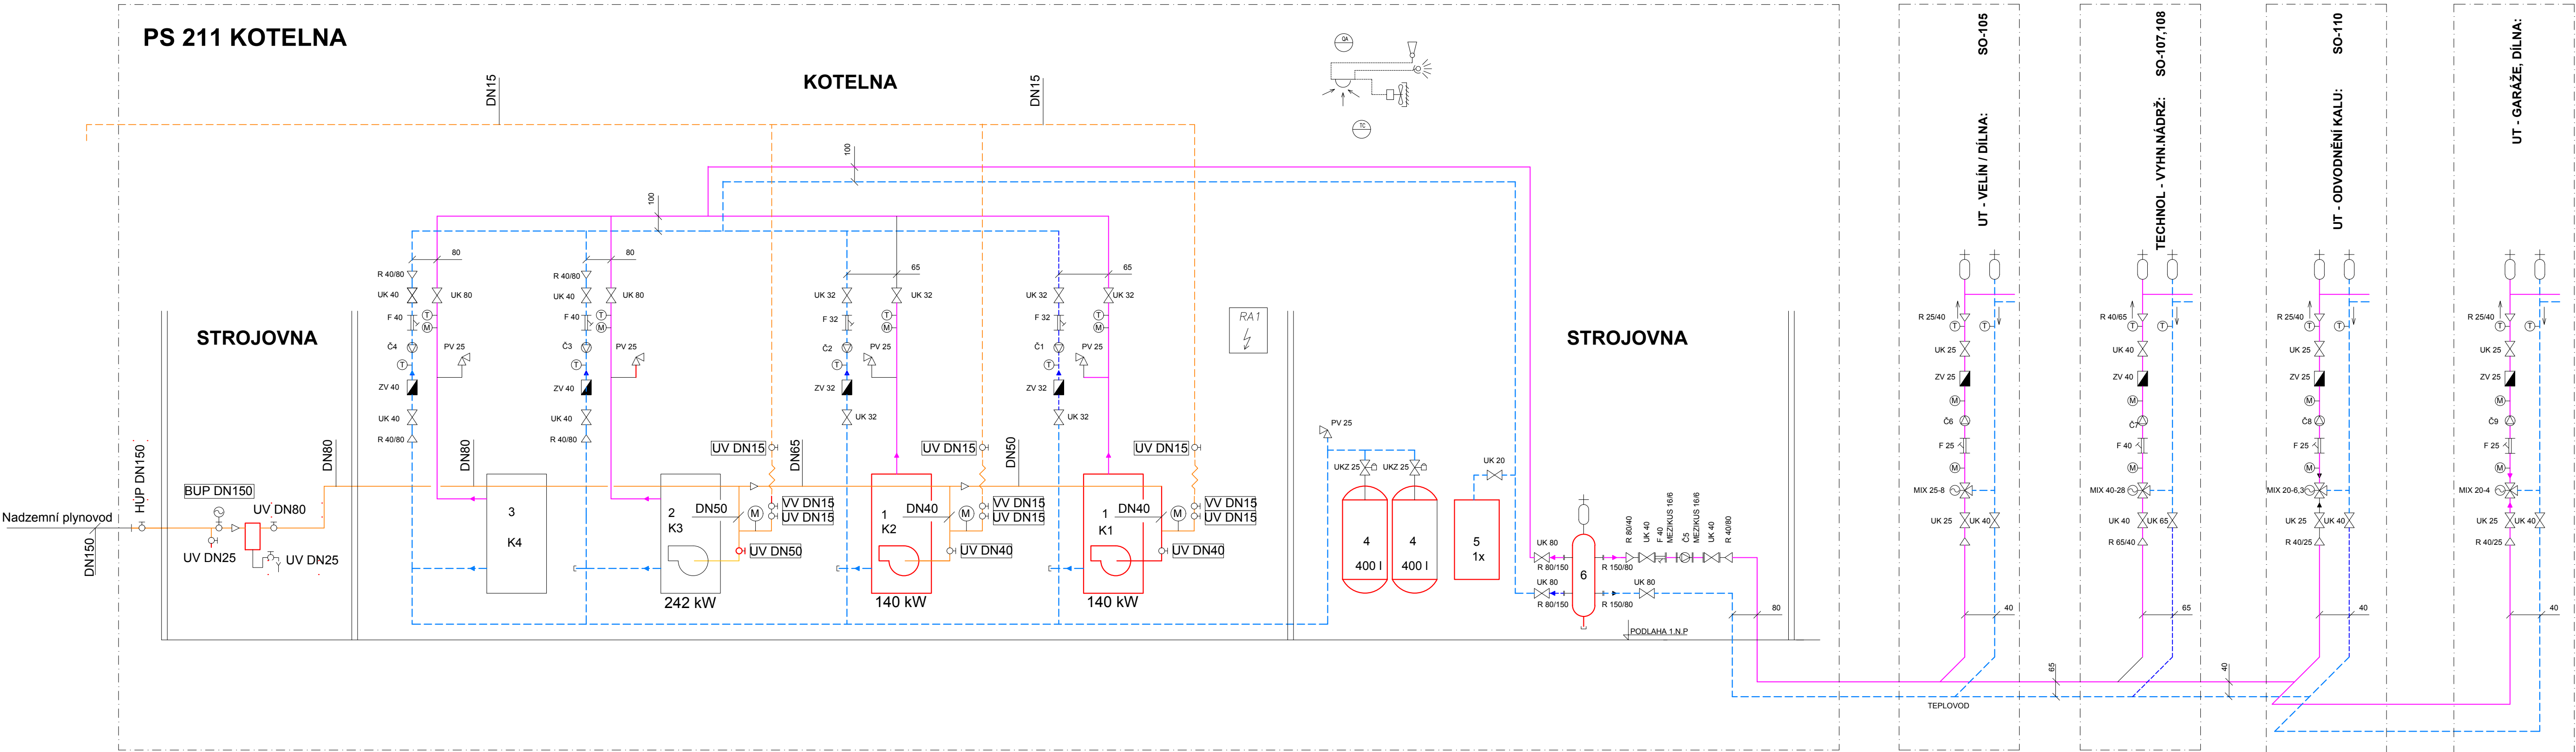 PS 211 KOTELNA
KOTELNA
DN15
DN15
QA
TC
100
100
STROJOVNA
Nadzemní plynovod
DN150
HUP DN150
BUP DN150
UV DN80
UV DN25
UV DN25
DN80
DN80
80
R 40/80
UK 40
UK 80
F 40
T
M
Č4
PV 25
T
ZV 40
UK 40
R 40/80
3
K4
80
R 40/80
UK 40
UK 80
F 40
T
M
Č3
PV 25
T
ZV 40
UK 40
R 40/80
2
K3
DN50
M
UV DN15
VV DN15
UV DN15
UV DN50
242 kW
DN65
65
UK 32
UK 32
F 32
T
M
Č2
PV 25
T
ZV 32
UK 32
1
K2
DN40
M
UV DN15
VV DN15
UV DN15
UV DN40
140 kW
DN50
65
UK 32
UK 32
F 32
T
M
Č1
PV 25
T
ZV 32
UK 32
1
K1
DN40
M
UV DN15
VV DN15
UV DN15
UV DN40
140 kW
RA1
STROJOVNA
PV 25
UKZ 25
UKZ 25
4
400 l
4
400 l
UK 20
5
1x
UK 80
R 80/150
UK 80
R 80/150
6
R 150/80
R 150/80
UK 80
R 80/40
UK 40
F 40
MEZIKUS 16/6
Č5
MEZIKUS 16/6
UK 40
R 40/80
80
PODLAHA 1.N.P
TEPLOVOD
65
40
UT - VELÍN / DÍLNA:
SO-105
R 25/40
T
T
UK 25
ZV 25
M
Č6
F 25
M
MIX 25-8
UK 25
UK 40
R 40/25
40
TECHNOL - VYHN.NÁDRŽ:
SO-107,108
R 40/65
T
T
UK 40
ZV 40
M
Č7
F 40
M
MIX 40-28
UK 40
UK 65
R 65/40
65
UT - ODVODNĚNÍ KALU:
SO-110
R 25/40
T
T
UK 25
ZV 25
M
Č8
F 25
M
MIX 20-6,3
UK 25
UK 40
R 40/25
40
UT - GARÁŽE, DÍLNA:
R 25/40
T
T
UK 25
ZV 25
M
Č9
F 25
M
MIX 20-4
UK 25
UK 40
R 40/25
40